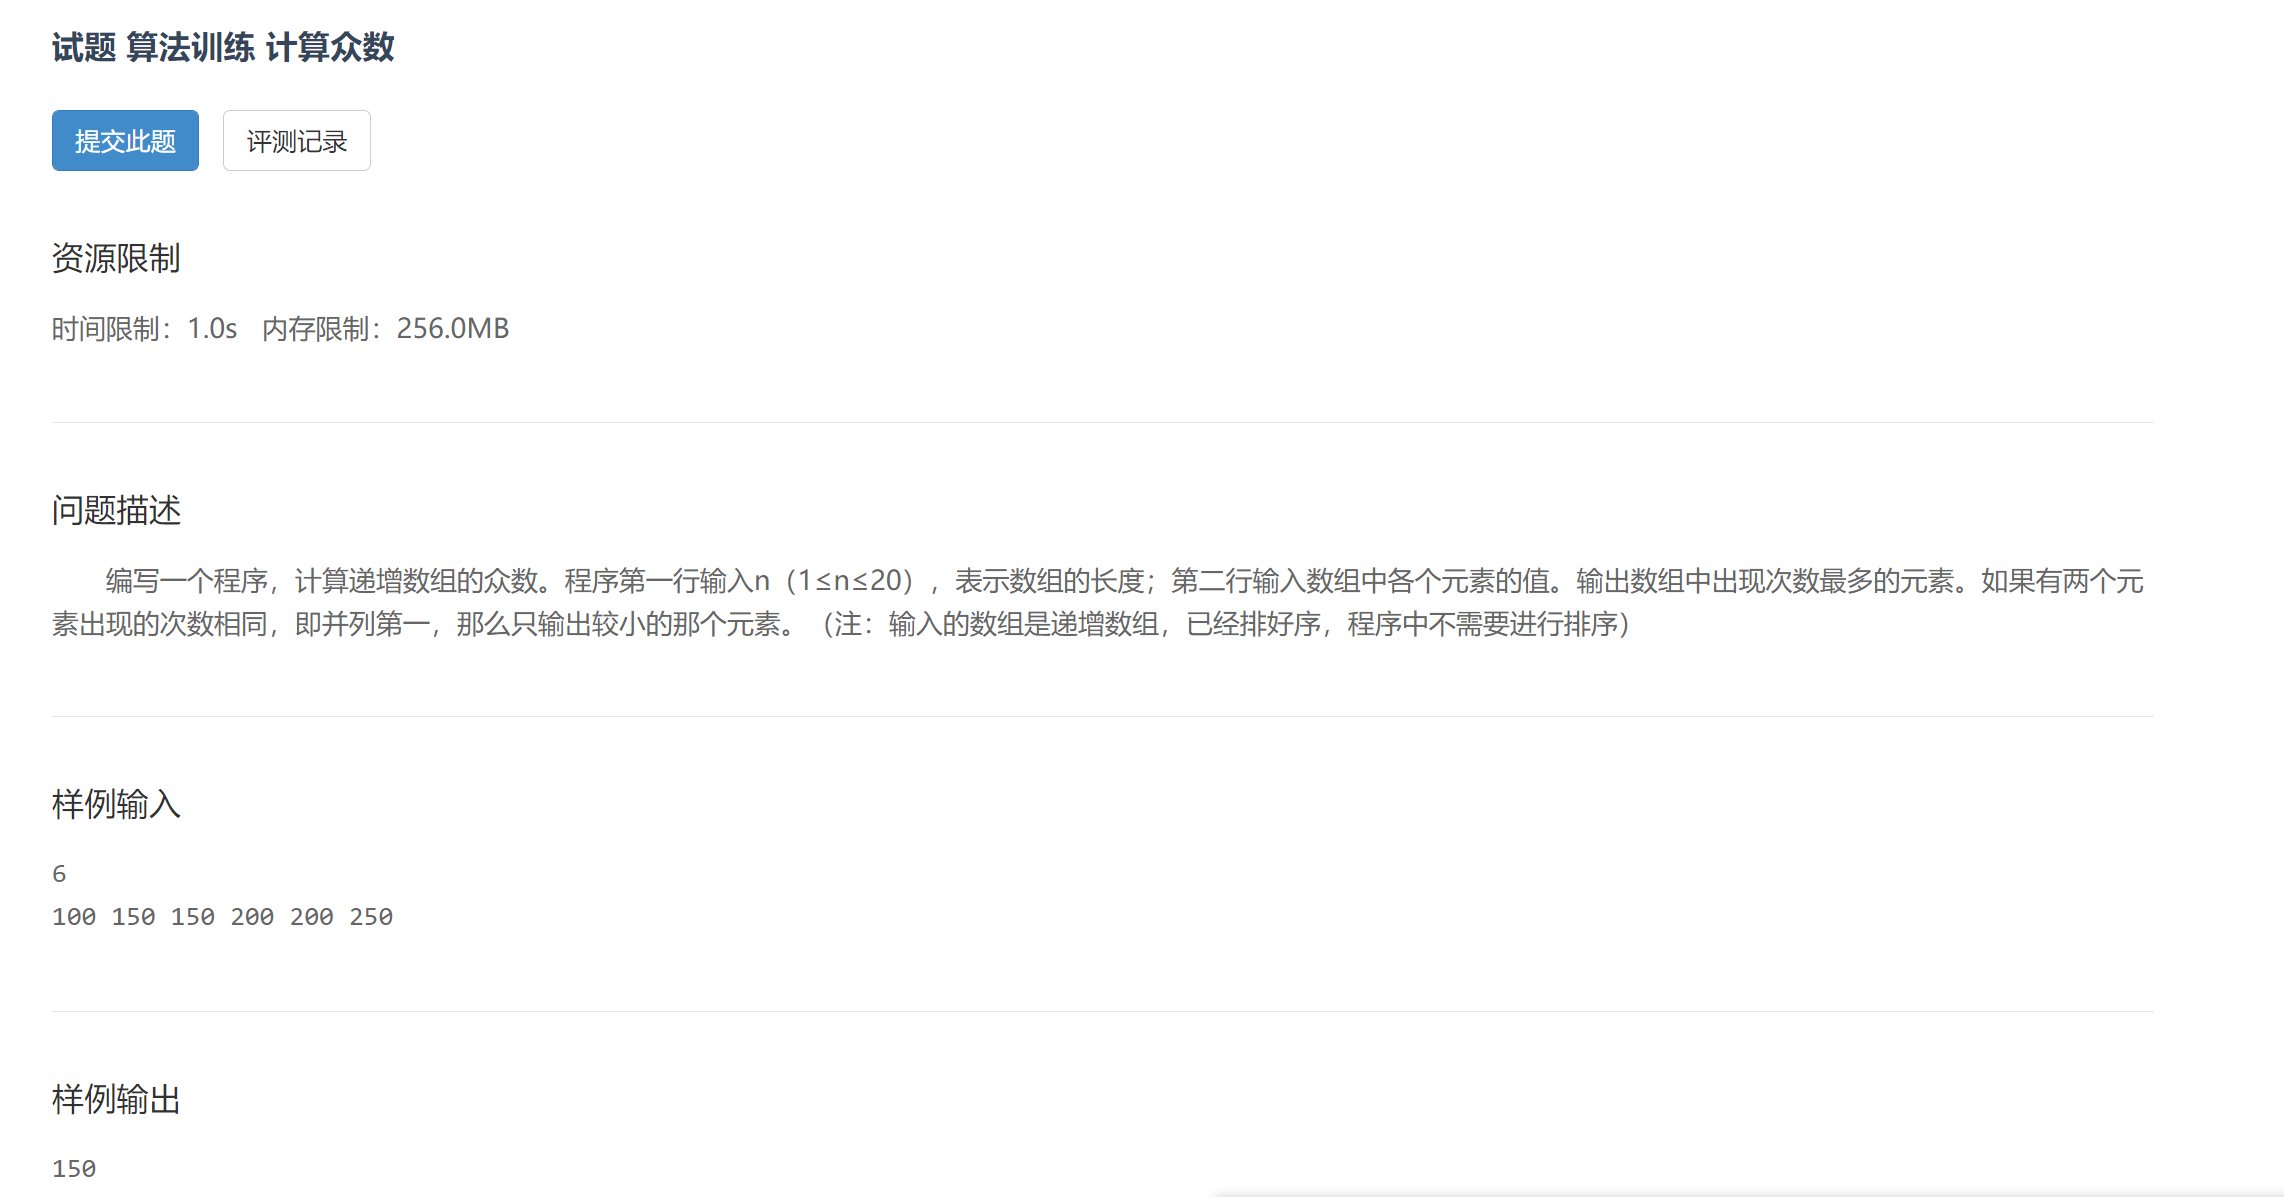 试题 算法训练 计算众数
提交此题 评测记录
资源限制
时间限制：1.0s 内存限制：256.0MB
问题描述
编写一个程序，计算递增数组的众数。程序第一行输入n（1≤n≤20），表示数组的长度；第二行输入数组中各个元素的值。输出数组中出现次数最多的元素。如果有两个元
素出现的次数相同，即并列第一，那么只输出较小的那个元素。（注：输入的数组是递增数组，已经排好序，程序中不需要进行排序）
样例输入
6
100 150 150 200 200 250
样例输出
150